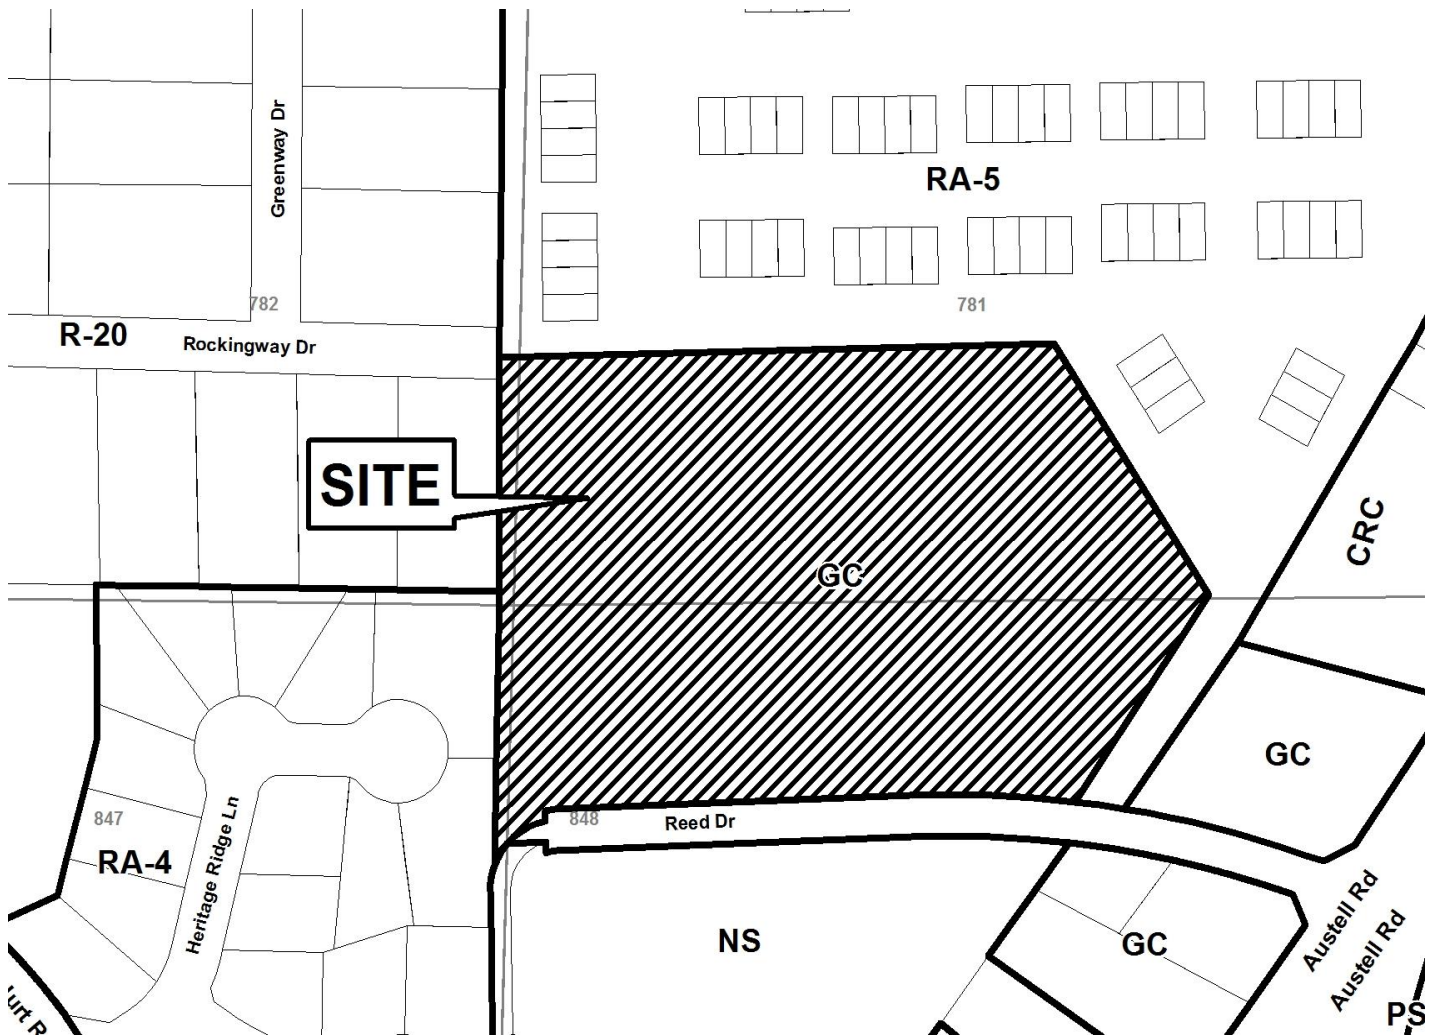 Greenway Dr
RA-5
782
781
R-20
Rockingway Dr
SITE
CRC
GC
GC
847
848
Reed Dr
RA-4
Heritage Ridge Ln
NS
GC
Austell Rd
Austell Rd
PS